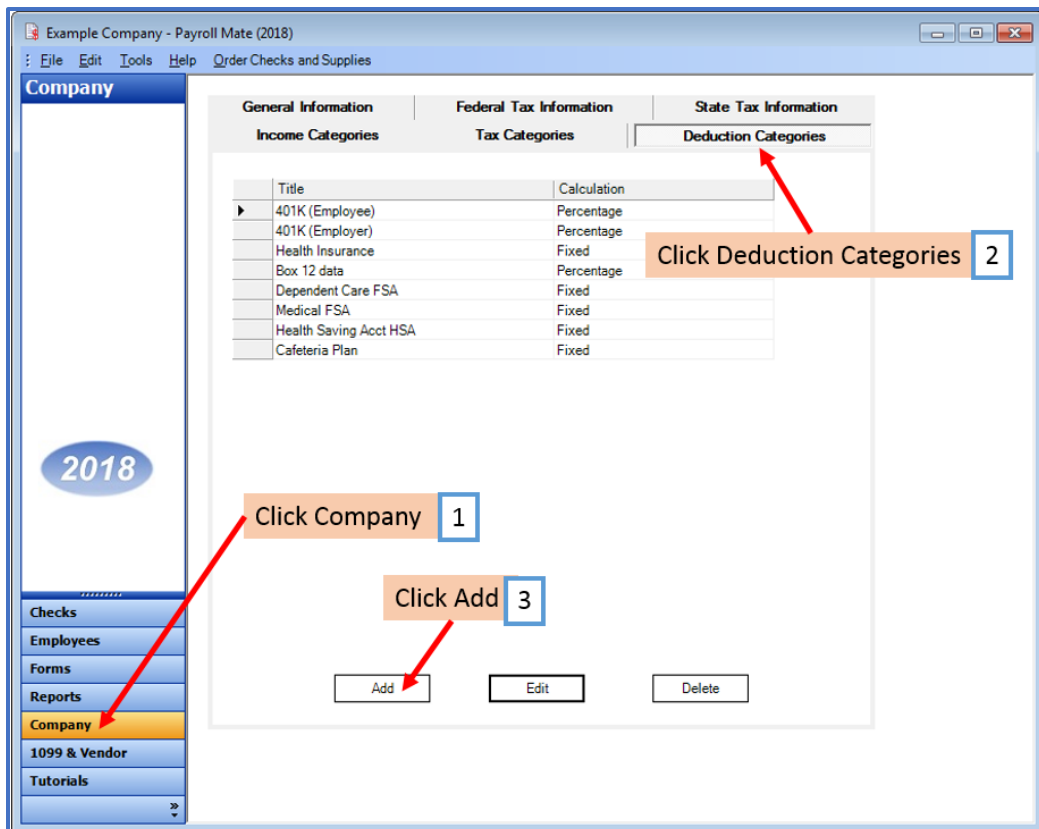 Example Company - Payroll Mate (2018)
File Edit Tools Help Order Checks and Supplies
Company
General Information Federal Tax Information State Tax Information
Income Categories Tax Categories Deduction Categories
Title Calculation
401K (Employee) Percentage
401K (Employer) Percentage
Health Insurance Fixed
Box 12 data Percentage
Dependent Care FSA Fixed
Medical FSA Fixed
Health Saving Acct HSA Fixed
Cafeteria Plan Fixed
Click Deduction Categories 2
2018
Click Company 1
Click Add 3
Checks
Employees
Forms
Reports
Company
1099 & Vendor
Tutorials
Add Edit Delete